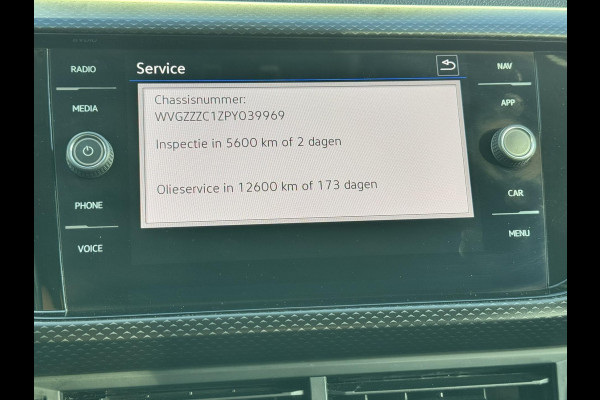 RADIO
Service
NAV
MEDIA
Chassisnummer:
WVGZZZC1ZPY039969
APP
Inspectie in 5600 km of 2 dagen
Olieservice in 12600 km of 173 dagen
CAR
PHONE
MENU
VOICE